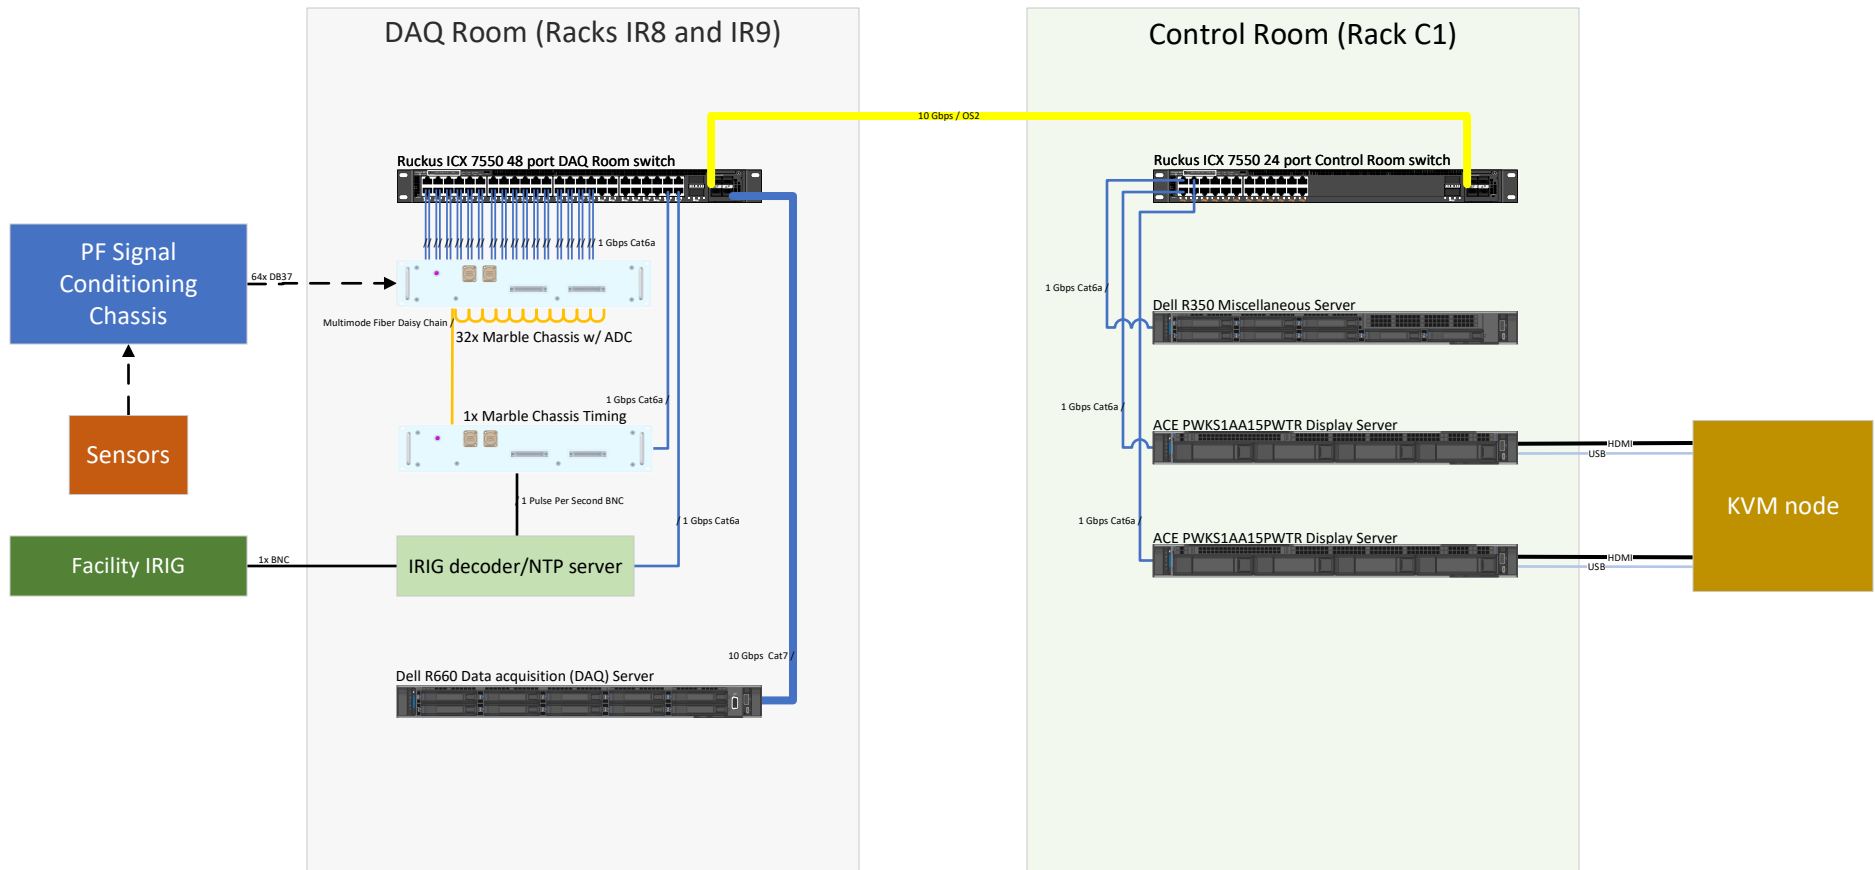 DAQ Room (Racks IR8 and IR9)
Control Room (Rack C1)
10 Gbps / OS2
Ruckus ICX 7550 48 port DAQ Room switch
Ruckus ICX 7550 24 port Control Room switch
// // // // // // // // // // // // // // // // 1 Gbps Cat6a
PF Signal
Conditioning
Chassis
64x DB37
1 Gbps Cat6a /
Dell R350 Miscellaneous Server
Multimode Fiber Daisy Chain /
32x Marble Chassis w/ ADC
1 Gbps Cat6a /
1 Gbps Cat6a /
1x Marble Chassis Timing
ACE PWKS1AA15PWTR Display Server
Sensors
HDMI
USB
/ 1 Pulse Per Second BNC
KVM node
/ 1 Gbps Cat6a
1 Gbps Cat6a /
ACE PWKS1AA15PWTR Display Server
Facility IRIG
1x BNC
IRIG decoder/NTP server
HDMI
USB
10 Gbps Cat7 /
Dell R660 Data acquisition (DAQ) Server